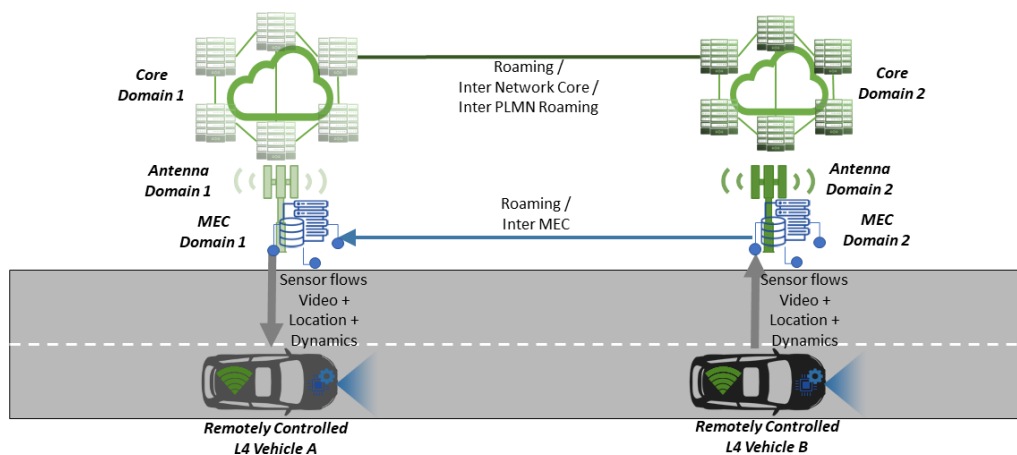 Core
Domain 1
Roaming /
Inter Network Core /
Inter PLMN Roaming
Core
Domain 2
Antenna
Domain 1
Antenna
Domain 2
MEC
Domain 1
Roaming /
Inter MEC
MEC
Domain 2
Sensor flows
Video +
Location +
Dynamics
Sensor flows
Video +
Location +
Dynamics
Remotely Controlled
L4 Vehicle A
Remotely Controlled
L4 Vehicle B